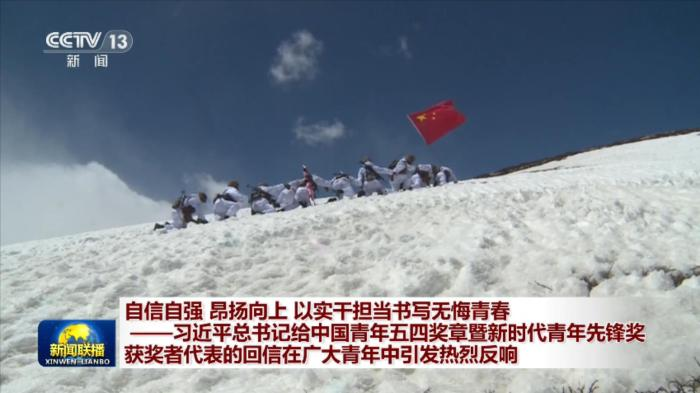 CCTV 13
新闻
自信自强 昂扬向上 以实干担当书写无悔青春
——习近平总书记给中国青年五四奖章暨新时代青年先锋奖
获奖者代表的回信在广大青年中引发热烈反响
新闻联播
XINWEN-LIANBO